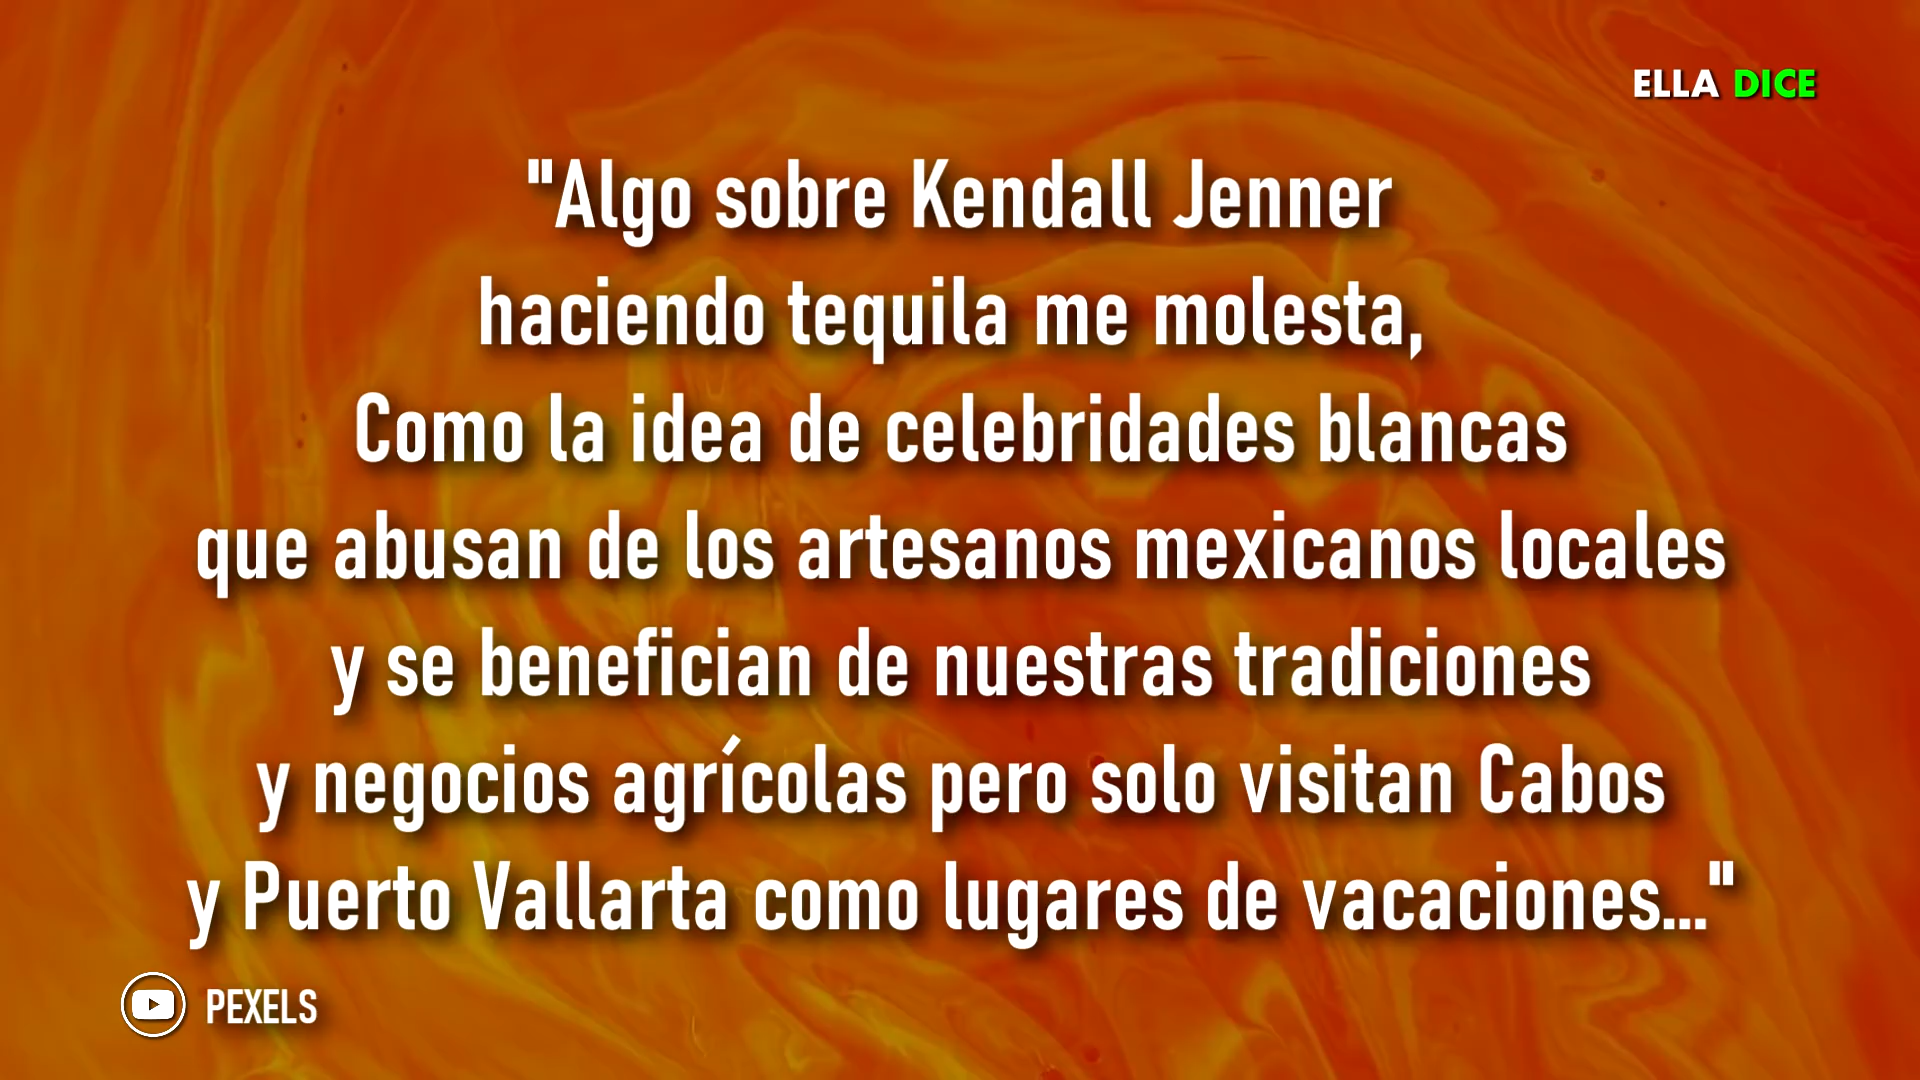 ELLA DICE
"Algo sobre Kendall Jenner
haciendo tequila me molesta,
Como la idea de celebridades blancas
que abusan de los artesanos mexicanos locales
y se benefician de nuestras tradiciones
y negocios agrícolas pero solo visitan Cabos
y Puerto Vallarta como lugares de vacaciones..."
PEXELS